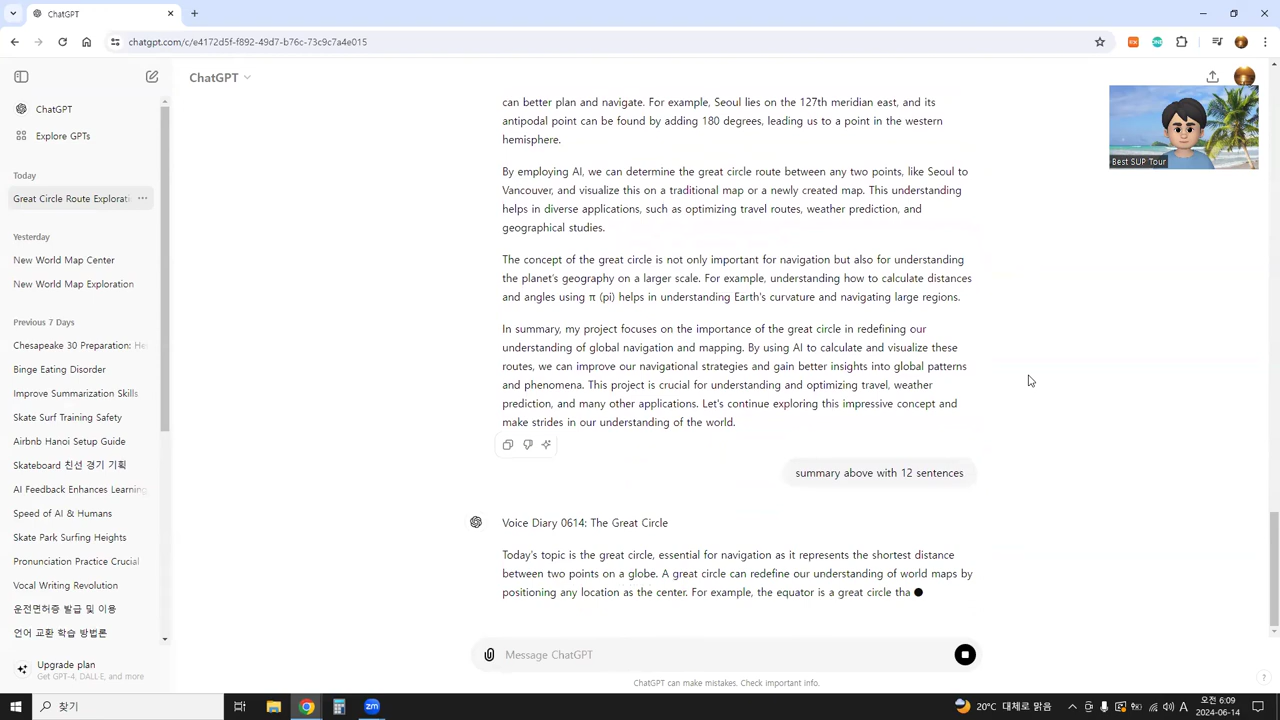 ChatGPT
chatgpt.com/c/e4172d5f-f892-49d7-b76c-73c9c7a4e015
ChatGPT
Explore GPTs
Today
Great Circle Route Explorati
Yesterday
New World Map Center
New World Map Exploration
Previous 7 Days
Chesapeake 30 Preparation: He
Binge Eating Disorder
Improve Summarization Skills
Skate Surf Training Safety
Airbnb Hanoi Setup Guide
Skateboard 친선 경기 기획
AI Feedback Enhances Learning
Speed of AI & Humans
Skate Park Surfing Heights
Pronunciation Practice Crucial
Vocal Writing Revolution
운전면허증 발급 및 이용
언어 교환 학습 방법론
Upgrade plan
Get GPT-4, DALL·E, and more
ChatGPT
can better plan and navigate. For example, Seoul lies on the 127th meridian east, and its
antipodal point can be found by adding 180 degrees, leading us to a point in the western
hemisphere.
By employing AI, we can determine the great circle route between any two points, like Seoul to
Vancouver, and visualize this on a traditional map or a newly created map. This understanding
helps in diverse applications, such as optimizing travel routes, weather prediction, and
geographical studies.
The concept of the great circle is not only important for navigation but also for understanding
the planet's geography on a larger scale. For example, understanding how to calculate distances
and angles using π (pi) helps in understanding Earth's curvature and navigating large regions.
In summary, my project focuses on the importance of the great circle in redefining our
understanding of global navigation and mapping. By using AI to calculate and visualize these
routes, we can improve our navigational strategies and gain better insights into global patterns
and phenomena. This project is crucial for understanding and optimizing travel, weather
prediction, and many other applications. Let's continue exploring this impressive concept and
make strides in our understanding of the world.
summary above with 12 sentences
Voice Diary 0614: The Great Circle
Today's topic is the great circle, essential for navigation as it represents the shortest distance
between two points on a globe. A great circle can redefine our understanding of world maps by
positioning any location as the center. For example, the equator is a great circle tha
Message ChatGPT
ChatGPT can make mistakes. Check important info.
Best SUP Tour
찾기
20°C 대체로 맑음
A
오전 6:09
2024-06-14